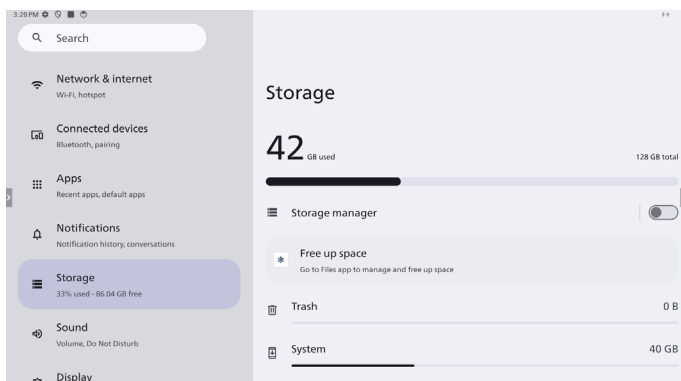 3:20 PM
Search
Network & internet
Wi-Fi, hotspot
Connected devices
Bluetooth, pairing
Apps
Recent apps, default apps
Notifications
Notification history, conversations
Storage
33% used - 86.04 GB free
Sound
Volume, Do Not Disturb
Display
Storage
42 GB used
128 GB total
Storage manager
Free up space
Go to Files app to manage and free up space
Trash
0 B
System
40 GB